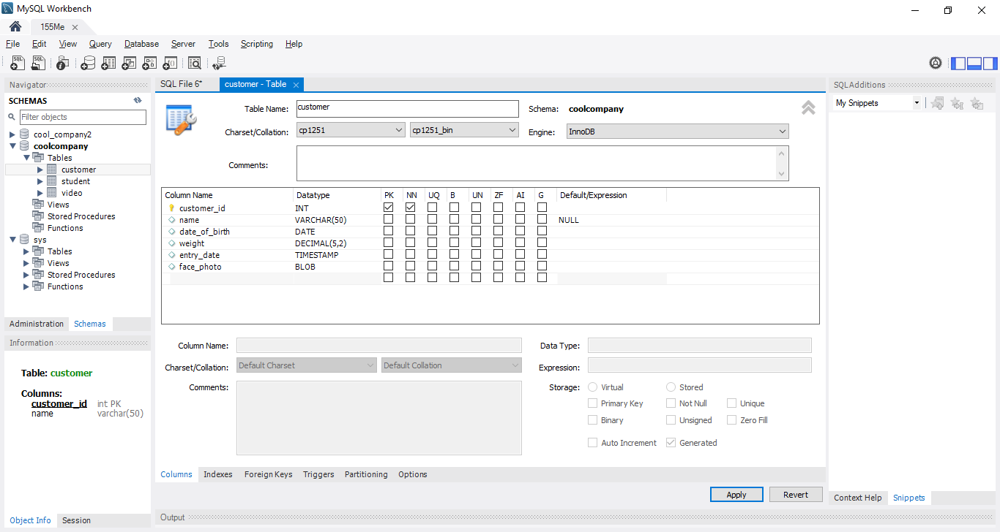 MySQL Workbench
155Me
File Edit View Query Database Server Tools Scripting Help
Navigator
SCHEMAS
Filter objects
cool_company2
coolcompany
Tables
customer
student
video
Views
Stored Procedures
Functions
sys
Tables
Views
Stored Procedures
Functions
Administration Schemas
Information
Table: customer
Columns:
customer_id int PK
name varchar(50)
Object Info Session
SQL File 6* customer - Table
Table Name: customer Schema: coolcompany
Charset/Collation: cp1251 cp1251_bin Engine: InnoDB
Comments:
Column Name Datatype PK NN UQ B UN ZF AI G Default/Expression
customer_id INT
name VARCHAR(50) NULL
date_of_birth DATE
weight DECIMAL(5,2)
entry_date TIMESTAMP
face_photo BLOB
Column Name: Data Type:
Charset/Collation: Default Charset Default Collation Expression:
Comments: Storage: Virtual Stored
Primary Key Not Null Unique
Binary Unsigned Zero Fill
Auto Increment Generated
Columns Indexes Foreign Keys Triggers Partitioning Options
Apply Revert
Output
SQLAdditions
My Snippets
Context Help Snippets